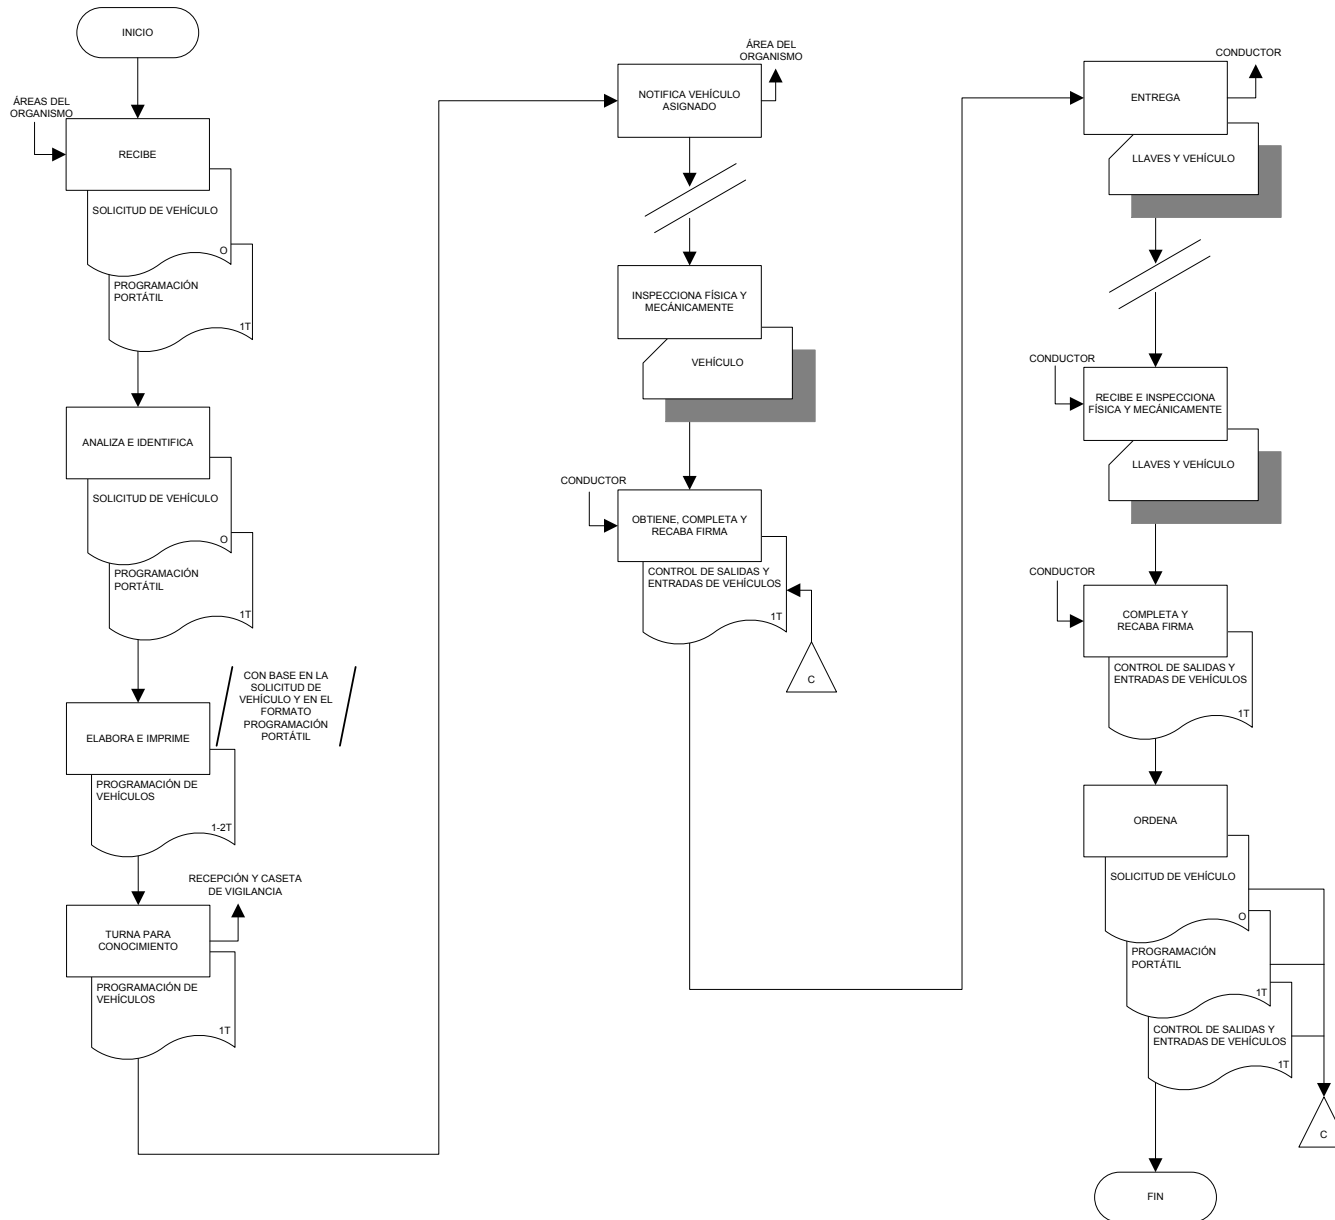 INICIO
ÁREAS DEL
ORGANISMO
RECIBE
SOLICITUD DE VEHÍCULO
O
PROGRAMACIÓN
PORTÁTIL
1T
ANALIZA E IDENTIFICA
SOLICITUD DE VEHÍCULO
O
PROGRAMACIÓN
PORTÁTIL
1T
CON BASE EN LA
SOLICITUD DE
VEHÍCULO Y EN EL
FORMATO
PROGRAMACIÓN
PORTÁTIL
ELABORA E IMPRIME
PROGRAMACIÓN DE
VEHÍCULOS
1-2T
RECEPCIÓN Y CASETA
DE VIGILANCIA
TURNA PARA
CONOCIMIENTO
PROGRAMACIÓN DE
VEHÍCULOS
1T
ÁREA DEL
ORGANISMO
NOTIFICA VEHÍCULO
ASIGNADO
INSPECCIONA FÍSICA Y
MECÁNICAMENTE
VEHÍCULO
CONDUCTOR
OBTIENE, COMPLETA Y
RECABA FIRMA
CONTROL DE SALIDAS Y
ENTRADAS DE VEHÍCULOS
1T
C
CONDUCTOR
ENTREGA
LLAVES Y VEHÍCULO
CONDUCTOR
RECIBE E INSPECCIONA
FÍSICA Y MECÁNICAMENTE
LLAVES Y VEHÍCULO
CONDUCTOR
COMPLETA Y
RECABA FIRMA
CONTROL DE SALIDAS Y
ENTRADAS DE VEHÍCULOS
1T
ORDENA
SOLICITUD DE VEHÍCULO
O
PROGRAMACIÓN
PORTÁTIL
1T
CONTROL DE SALIDAS Y
ENTRADAS DE VEHÍCULOS
1T
C
FIN